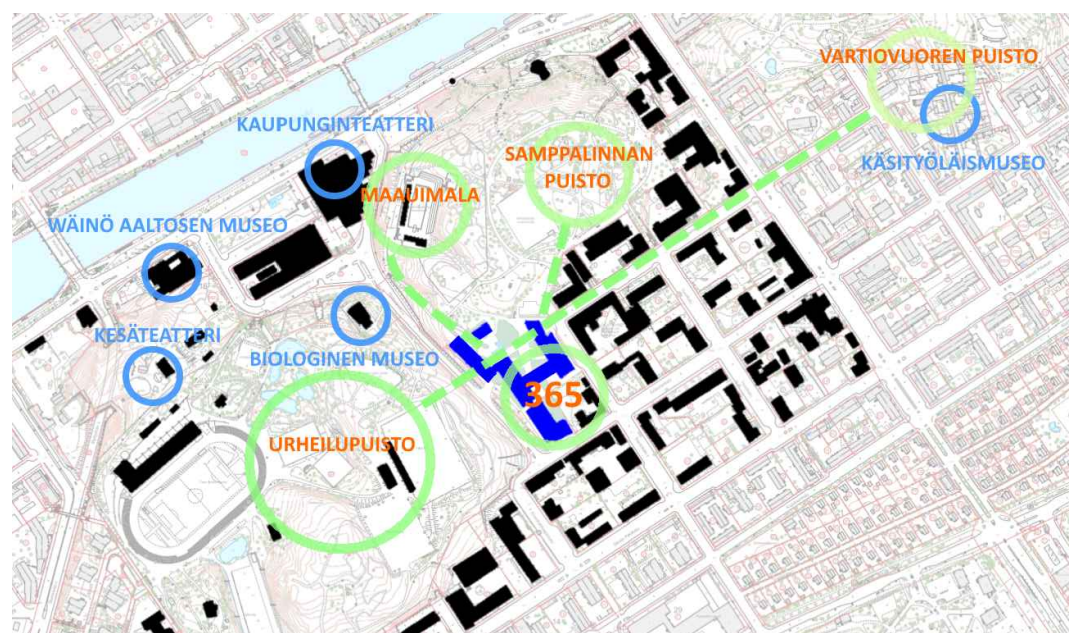 VARTIOVUOREN PUISTO
KAUPUNGINTEATTERI
SAMPPALINNAN
PUISTO
KÄSITYÖLÄISMUSEO
MAAUIMALA
WÄINÖ AALTOSEN MUSEO
KESÄTEATTERI
BIOLOGINEN MUSEO
365
URHEILUPUISTO